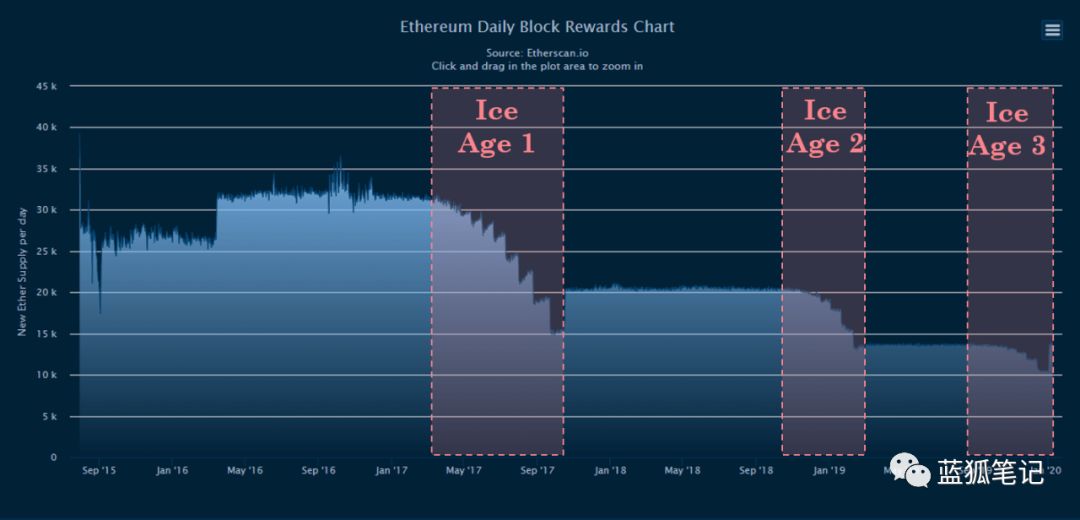 Ethereum Daily Block Rewards Chart
Source: Etherscan.io
Click and drag in the plot area to zoom in
Ice
Age 1
Ice
Age 2
Ice
Age 3
New Ether Supply per day
45 k
40 k
35 k
30 k
25 k
20 k
15 k
10 k
5 k
0
Sep '15
Jan '16
May '16
Sep '16
Jan '17
May '17
Sep '17
Jan '18
May '18
Sep '18
Jan '19
蓝狐笔记